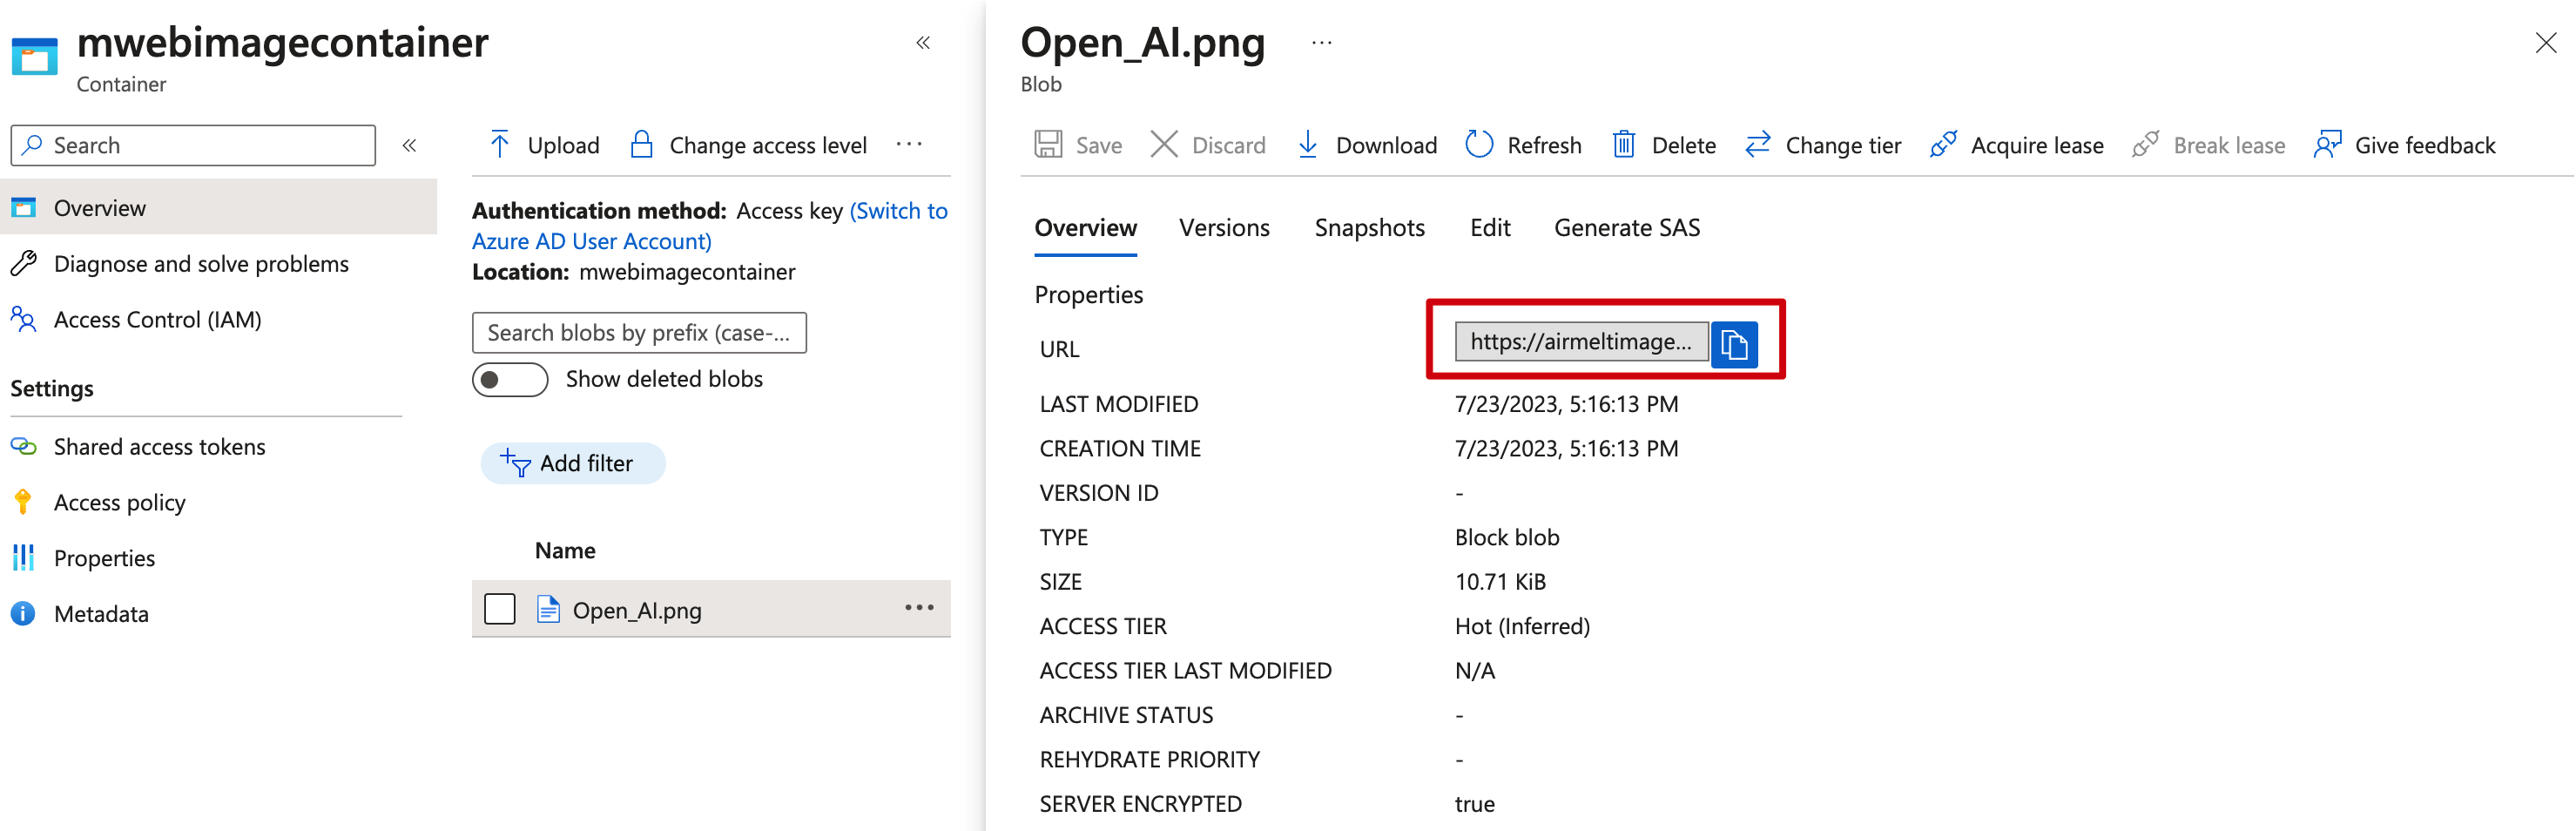 mwebimagecontainer
Container
Search
Overview
Diagnose and solve problems
Access Control (IAM)
Settings
Shared access tokens
Access policy
Properties
Metadata
Upload
Change access level
Authentication method: Access key (Switch to
Azure AD User Account)
Location: mwebimagecontainer
Search blobs by prefix (case-...
Show deleted blobs
Add filter
Name
Open_AI.png
Open_AI.png
Blob
Save
Discard
Download
Refresh
Delete
Change tier
Acquire lease
Break lease
Give feedback
Overview
Versions
Snapshots
Edit
Generate SAS
Properties
URL https://airmeltimage...
LAST MODIFIED 7/23/2023, 5:16:13 PM
CREATION TIME 7/23/2023, 5:16:13 PM
VERSION ID -
TYPE Block blob
SIZE 10.71 KiB
ACCESS TIER Hot (Inferred)
ACCESS TIER LAST MODIFIED N/A
ARCHIVE STATUS -
REHYDRATE PRIORITY -
SERVER ENCRYPTED true